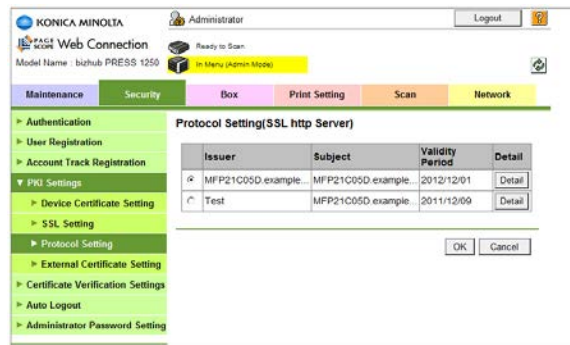 KONICA MINOLTA
Administrator
Logout
?
PAGE SCOPE Web Connection
Ready to Scan
Model Name : bizhub PRESS 1250
In Menu (Admin Mode)
Maintenance Security Box Print Setting Scan Network
Authentication
User Registration
Account Track Registration
PKI Settings
Device Certificate Setting
SSL Setting
Protocol Setting
External Certificate Setting
Certificate Verification Settings
Auto Logout
Administrator Password Setting
Protocol Setting(SSL http Server)
Issuer Subject Validity Period Detail
MFP21C05D.example... MFP21C05D.example... 2012/12/01 Detail
Test MFP21C05D.example... 2011/12/09 Detail
OK Cancel